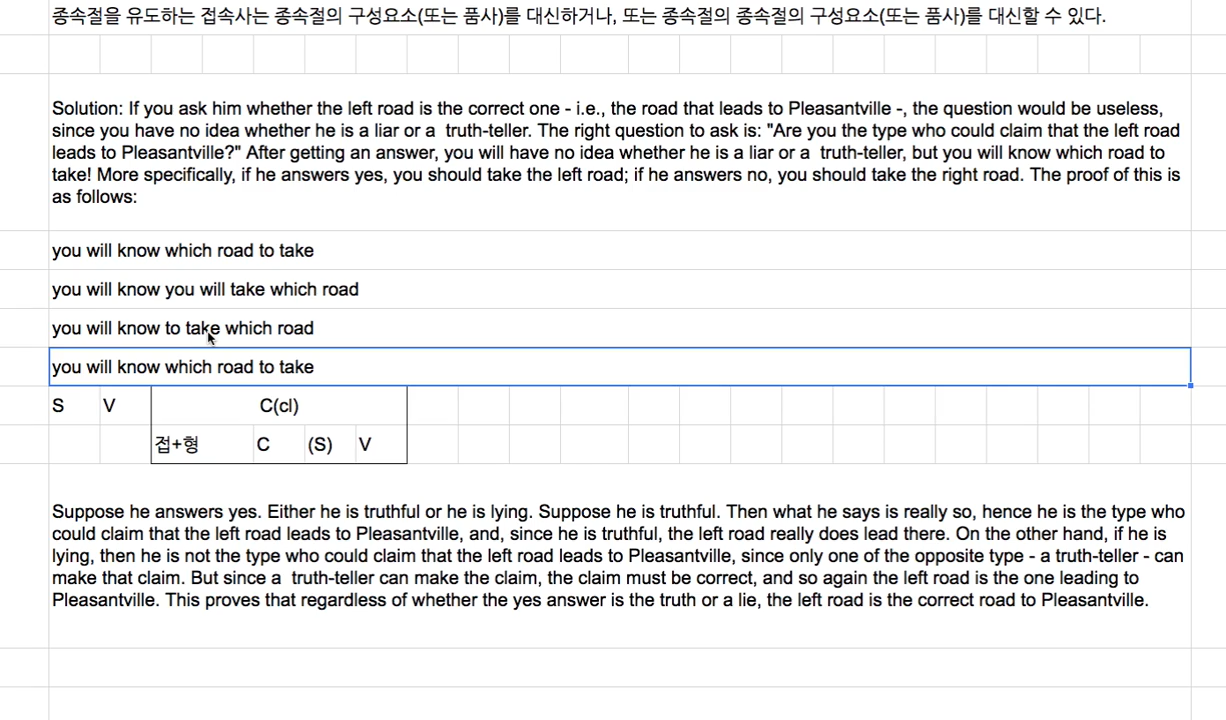 종속절을 유도하는 접속사는 종속절의 구성요소(또는 품사)를 대신하거나, 또는 종속절의 종속절의 구성요소(또는 품사)를 대신할 수 있다.
Solution: If you ask him whether the left road is the correct one - i.e., the road that leads to Pleasantville -, the question would be useless,
since you have no idea whether he is a liar or a  truth-teller. The right question to ask is: "Are you the type who could claim that the left road
leads to Pleasantville?" After getting an answer, you will have no idea whether he is a liar or a  truth-teller, but you will know which road to
take! More specifically, if he answers yes, you should take the left road; if he answers no, you should take the right road. The proof of this is
as follows:
you will know which road to take
you will know you will take which road
you will know to take which road
you will know which road to take
S V C(cl)
접+형 C (S) V
Suppose he answers yes. Either he is truthful or he is lying. Suppose he is truthful. Then what he says is really so, hence he is the type who
could claim that the left road leads to Pleasantville, and, since he is truthful, the left road really does lead there. On the other hand, if he is
lying, then he is not the type who could claim that the left road leads to Pleasantville, since only one of the opposite type - a truth-teller - can
make that claim. But since a  truth-teller can make the claim, the claim must be correct, and so again the left road is the one leading to
Pleasantville. This proves that regardless of whether the yes answer is the truth or a lie, the left road is the correct road to Pleasantville.